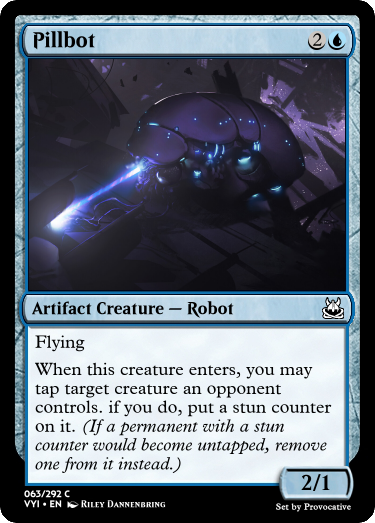 Pillbot 2
Artifact Creature — Robot
Flying
When this creature enters, you may
tap target creature an opponent
controls. if you do, put a stun counter
on it. (If a permanent with a stun
counter would become untapped, remove
one from it instead.)
2/1
063/292 C
VYI • EN Riley Dannenbring
Set by Provocative